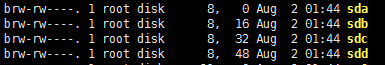 brw-rw----. 1 root disk 8, 0 Aug 2 01:44 sda
brw-rw----. 1 root disk 8, 16 Aug 2 01:44 sdb
brw-rw----. 1 root disk 8, 32 Aug 2 01:44 sdc
brw-rw----. 1 root disk 8, 48 Aug 2 01:44 sdd